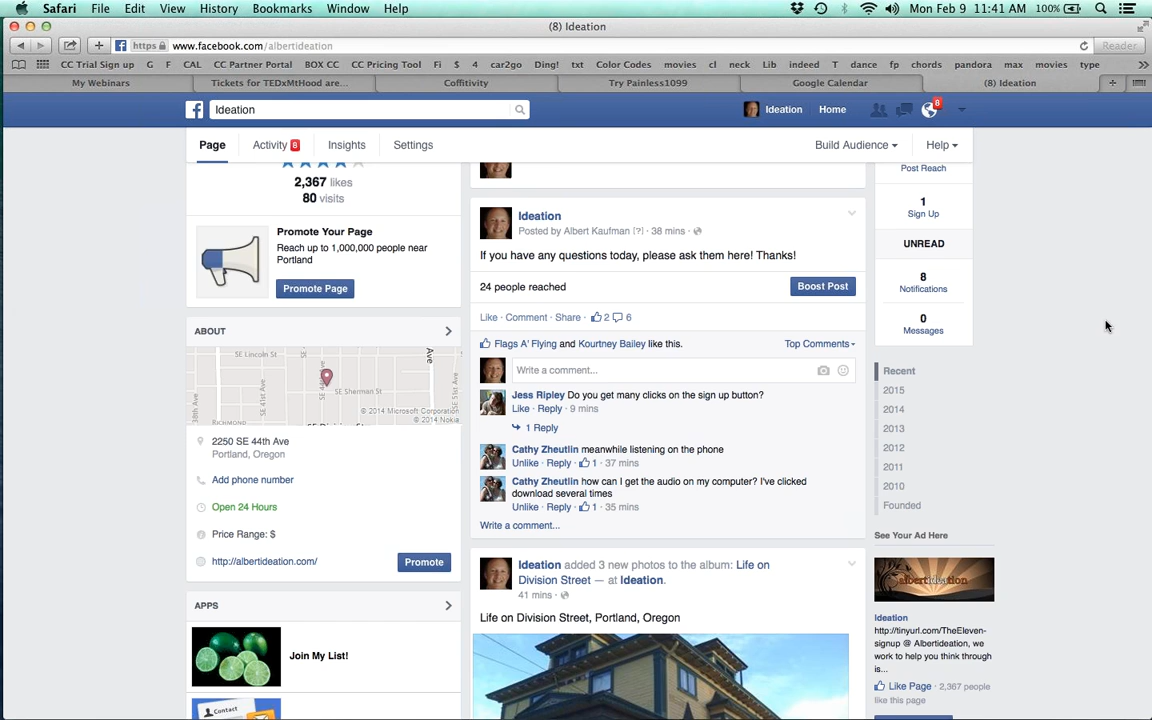 Safari File Edit View History Bookmarks Window Help Mon Feb 9 11:41 AM 100%
(8) Ideation
https www.facebook.com/albertideation Reader
CC Trial sign up G F CAL CC Partner Portal BOX CC CC Pricing Tool Fi $ 4 car2go Ding! txt Color Codes movies cl neck Lib indeed T dance fp chords pandora max movies type
My Webinars Tickets for TEDxMtHood are... Coffitivity Try Painless1099 Google Calendar (8) Ideation
Ideation
Ideation Home 6
Page Activity 8 Insights Settings Build Audience Help
2,367 likes
80 visits
Promote Your Page
Reach up to 1,000,000 people near
Portland
Promote Page
ABOUT
SE Lincoln St
SE Sherman St
Ave
SE 41st Ave
38th Ave
RICHMOND
© 2014 Microsoft Corporation
© 2014 Nokia
2250 SE 44th Ave
Portland, Oregon
Add phone number
Open 24 Hours
Price Range: $
http://albertideation.com/ Promote
APPS
Join My List!
Contact
Ideation
Posted by Albert Kaufman [?] · 38 mins ·
If you have any questions today, please ask them here! Thanks!
24 people reached Boost Post
Like · Comment · Share · 2 6
Flags A' Flying and Kourtney Bailey like this. Top Comments
Write a comment...
Jess Ripley Do you get many clicks on the sign up button?
Like · Reply · 9 mins
1 Reply
Cathy Zheutlin meanwhile listening on the phone
Unlike · Reply · 1 · 37 mins
Cathy Zheutlin how can I get the audio on my computer? I've clicked
download several times
Unlike · Reply · 1 · 35 mins
Write a comment...
Ideation added 3 new photos to the album: Life on
Division Street — at Ideation.
41 mins ·
Life on Division Street, Portland, Oregon
Post Reach
1
Sign Up
UNREAD
8
Notifications
0
Messages
Recent
2015
2014
2013
2012
2011
2010
Founded
See Your Ad Here
albertideation
Ideation
http://tinyurl.com/TheEleven-
signup @ Albertideation, we
work to help you think through
is...
Like Page · 2,367 people
like this page